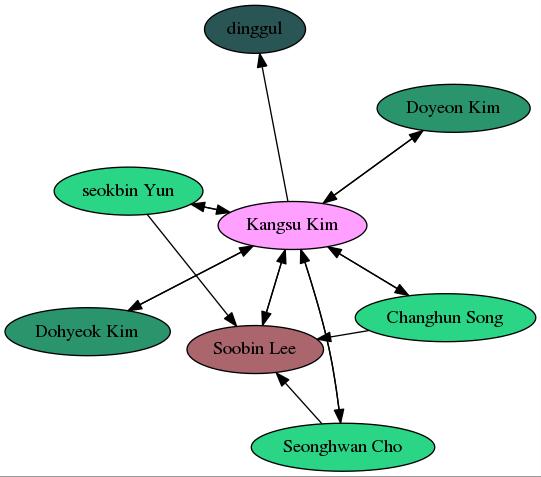 dinggul
Doyeon Kim
seokbin Yun
Kangsu Kim
Changhun Song
Dohyeok Kim
Soobin Lee
Seonghwan Cho